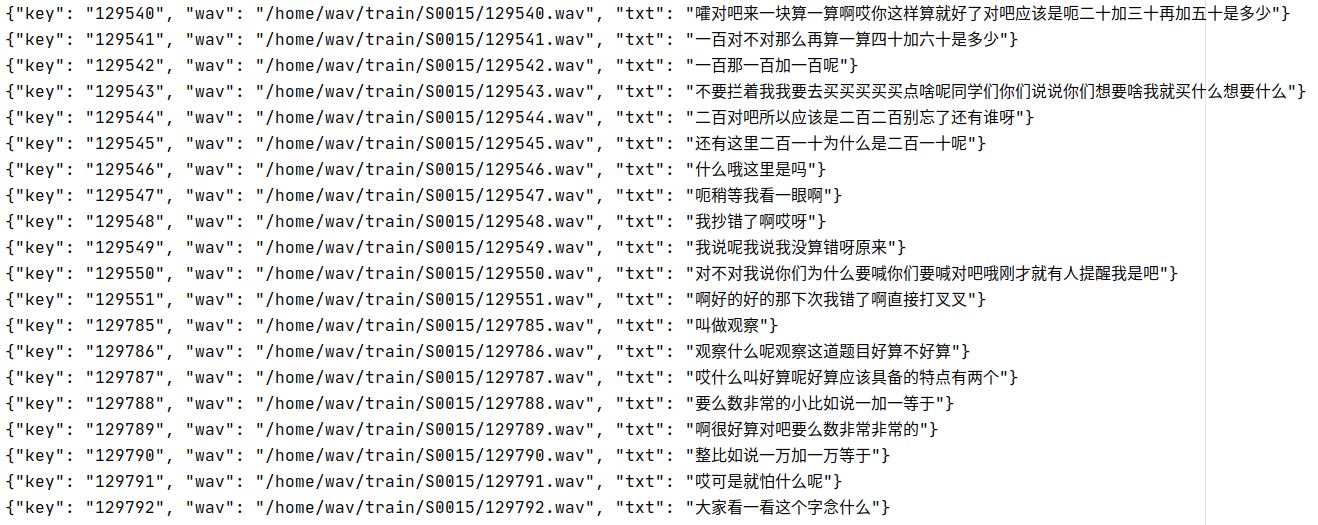 {"key": "129540", "wav": "/home/wav/train/S0015/129540.wav", "txt": "嚯对吧来一块算一算啊哎你这样算就好了对吧应该是呃二十加三十再加五十是多少"}
{"key": "129541", "wav": "/home/wav/train/S0015/129541.wav", "txt": "一百对不对那么再算一算四十加六十是多少"}
{"key": "129542", "wav": "/home/wav/train/S0015/129542.wav", "txt": "一百那一百加一百呢"}
{"key": "129543", "wav": "/home/wav/train/S0015/129543.wav", "txt": "不要拦着我我要去买买买买买点啥呢同学们你们说说你们想要啥我就买什么想要什么"}
{"key": "129544", "wav": "/home/wav/train/S0015/129544.wav", "txt": "二百对吧所以应该是二百二百别忘了还有谁呀"}
{"key": "129545", "wav": "/home/wav/train/S0015/129545.wav", "txt": "还有这里二百一十为什么是二百一十呢"}
{"key": "129546", "wav": "/home/wav/train/S0015/129546.wav", "txt": "什么哦这里是吗"}
{"key": "129547", "wav": "/home/wav/train/S0015/129547.wav", "txt": "呃稍等我看一眼啊"}
{"key": "129548", "wav": "/home/wav/train/S0015/129548.wav", "txt": "我抄错了啊哎呀"}
{"key": "129549", "wav": "/home/wav/train/S0015/129549.wav", "txt": "我说呢我说我没算错呀原来"}
{"key": "129550", "wav": "/home/wav/train/S0015/129550.wav", "txt": "对不对我说你们为什么要喊你们要喊对吧哦刚才就有人提醒我是吧"}
{"key": "129551", "wav": "/home/wav/train/S0015/129551.wav", "txt": "啊好的好的那下次我错了啊直接打叉叉"}
{"key": "129785", "wav": "/home/wav/train/S0015/129785.wav", "txt": "叫做观察"}
{"key": "129786", "wav": "/home/wav/train/S0015/129786.wav", "txt": "观察什么呢观察这道题目好算不好算"}
{"key": "129787", "wav": "/home/wav/train/S0015/129787.wav", "txt": "哎什么叫好算呢好算应该具备的特点有两个"}
{"key": "129788", "wav": "/home/wav/train/S0015/129788.wav", "txt": "要么数非常的小比如说一加一等于"}
{"key": "129789", "wav": "/home/wav/train/S0015/129789.wav", "txt": "啊很好算对吧要么数非常非常的"}
{"key": "129790", "wav": "/home/wav/train/S0015/129790.wav", "txt": "整比如说一万加一万等于"}
{"key": "129791", "wav": "/home/wav/train/S0015/129791.wav", "txt": "哎可是就怕什么呢"}
{"key": "129792", "wav": "/home/wav/train/S0015/129792.wav", "txt": "大家看一看这个字念什么"}